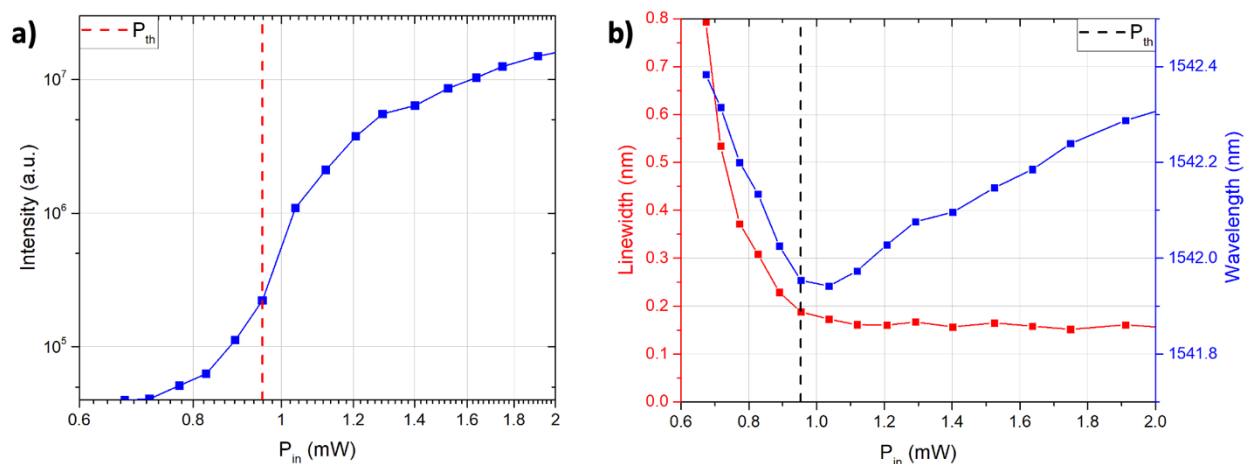 a)
P_th
10^7
10^6
10^5
Intensity (a.u.)
0.6 0.8 1 1.2 1.4 1.6 1.8 2
P_in (mW)
b)
P_th
0.8
0.7
0.6
0.5
0.4
0.3
0.2
0.1
0.0
Linewidth (nm)
0.6 0.8 1.0 1.2 1.4 1.6 1.8 2.0
P_in (mW)
1542.4
1542.2
1542.0
1541.8
Wavelength (nm)